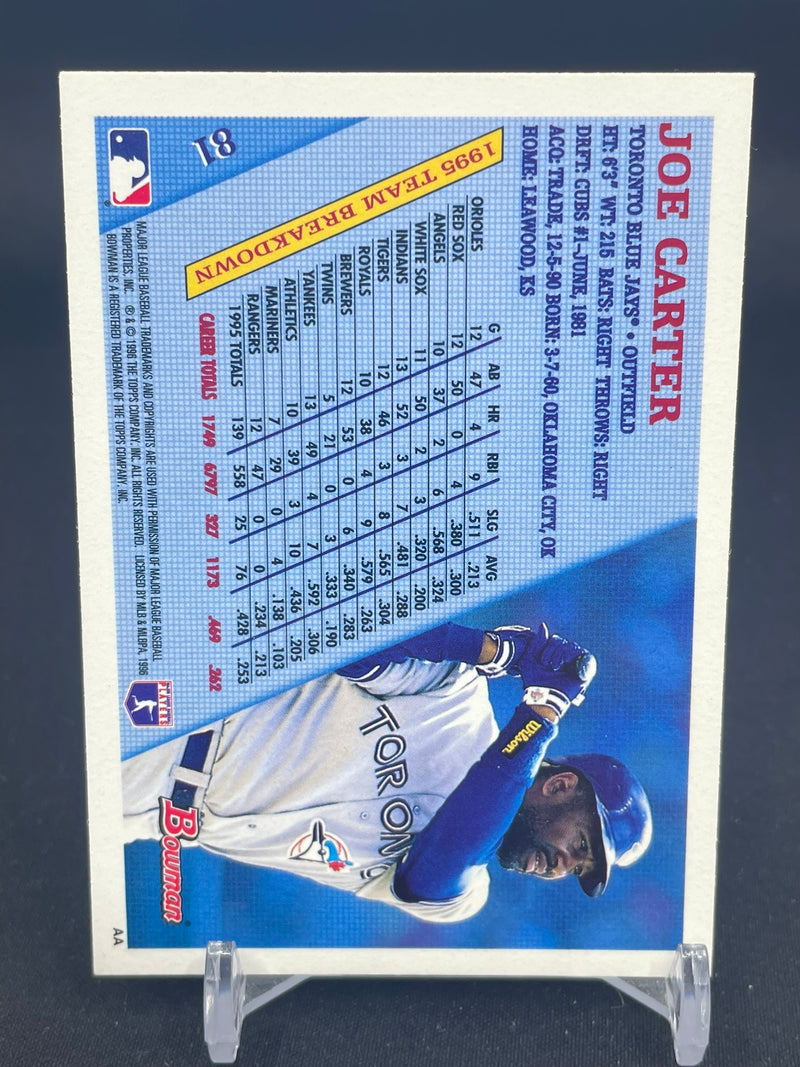 JOE CARTER
TORONTO BLUE JAYS® • OUTFIELD
HT: 6'3" WT: 215 BATS: RIGHT THROWS: RIGHT
DRFT: CUBS #1-JUNE, 1981
ACQ: TRADE, 12-5-90 BORN: 3-7-60, OKLAHOMA CITY, OK
HOME: LEAWOOD, KS
1995 TEAM BREAKDOWN
G AB HR RBI SLG AVG
ORIOLES 12 47 4 9 .511 .213
RED SOX 12 50 0 4 .380 .300
ANGELS 10 37 2 6 .568 .324
WHITE SOX 11 50 2 3 .320 .200
INDIANS 13 52 3 7 .481 .288
TIGERS 12 46 3 8 .565 .304
ROYALS 10 38 4 9 .579 .263
BREWERS 12 53 0 6 .340 .283
TWINS 5 21 0 3 .333 .190
YANKEES 13 49 4 7 .592 .306
ATHLETICS 10 39 3 10 .436 .205
MARINERS 7 29 0 4 .138 .103
RANGERS 12 47 0 0 .234 .213
1995 TOTALS 139 558 25 76 .428 .253
CAREER TOTALS 1749 6797 327 1173 .469 .262
81
MAJOR LEAGUE BASEBALL TRADEMARKS AND COPYRIGHTS ARE USED WITH PERMISSION OF MAJOR LEAGUE BASEBALL
PROPERTIES, INC. ® & © 1996 THE TOPPS COMPANY, INC. ALL RIGHTS RESERVED. LICENSED BY MLB & MLBPA, 1996
BOWMAN IS A REGISTERED TRADEMARK OF THE TOPPS COMPANY, INC.
PLAYERS
Wilson
TORON
Bowman®
AA